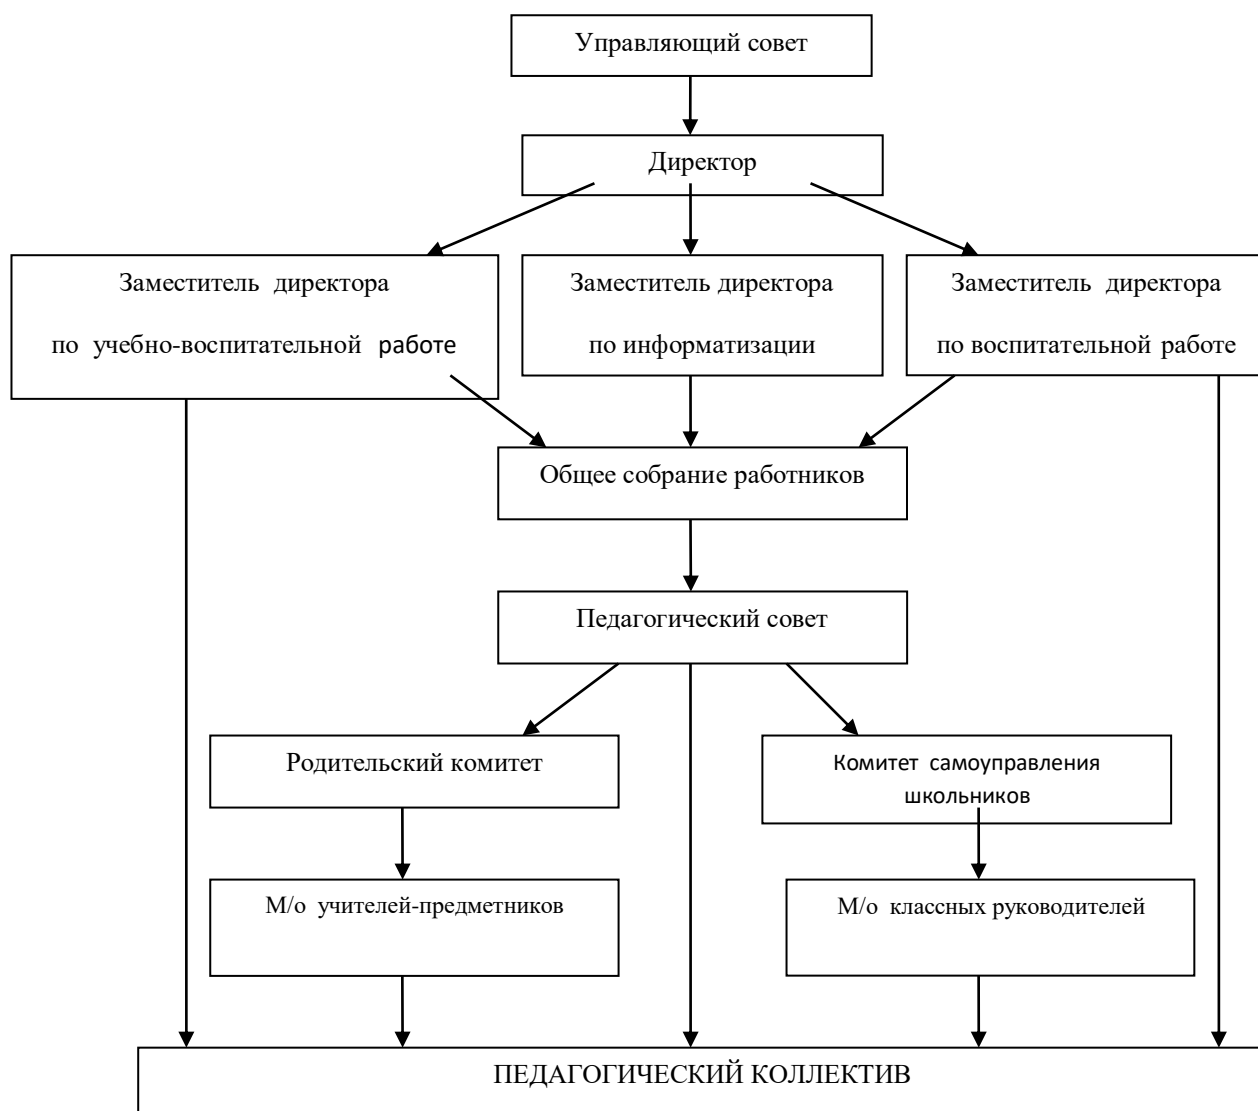 Управляющий совет
Директор
Заместитель директора
по учебно-воспитательной работе
Заместитель директора
по информатизации
Заместитель директора
по воспитательной работе
Общее собрание работников
Педагогический совет
Родительский комитет
Комитет самоуправления
школьников
М/о учителей-предметников
М/о классных руководителей
ПЕДАГОГИЧЕСКИЙ КОЛЛЕКТИВ